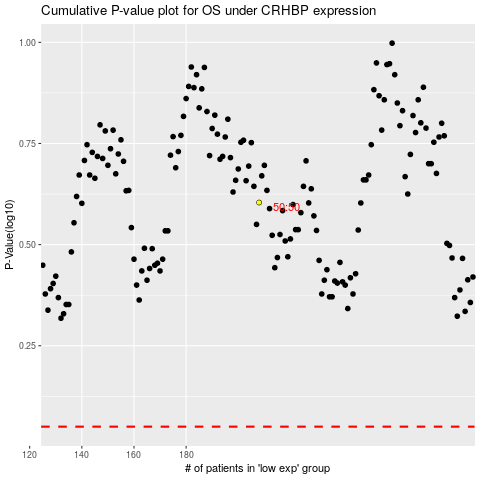 Cumulative P-value plot for OS under CRHBP expression
P-Value(log10)
1.00
0.75
0.50
0.25
50:50
120 140 160 180
# of patients in 'low exp' group